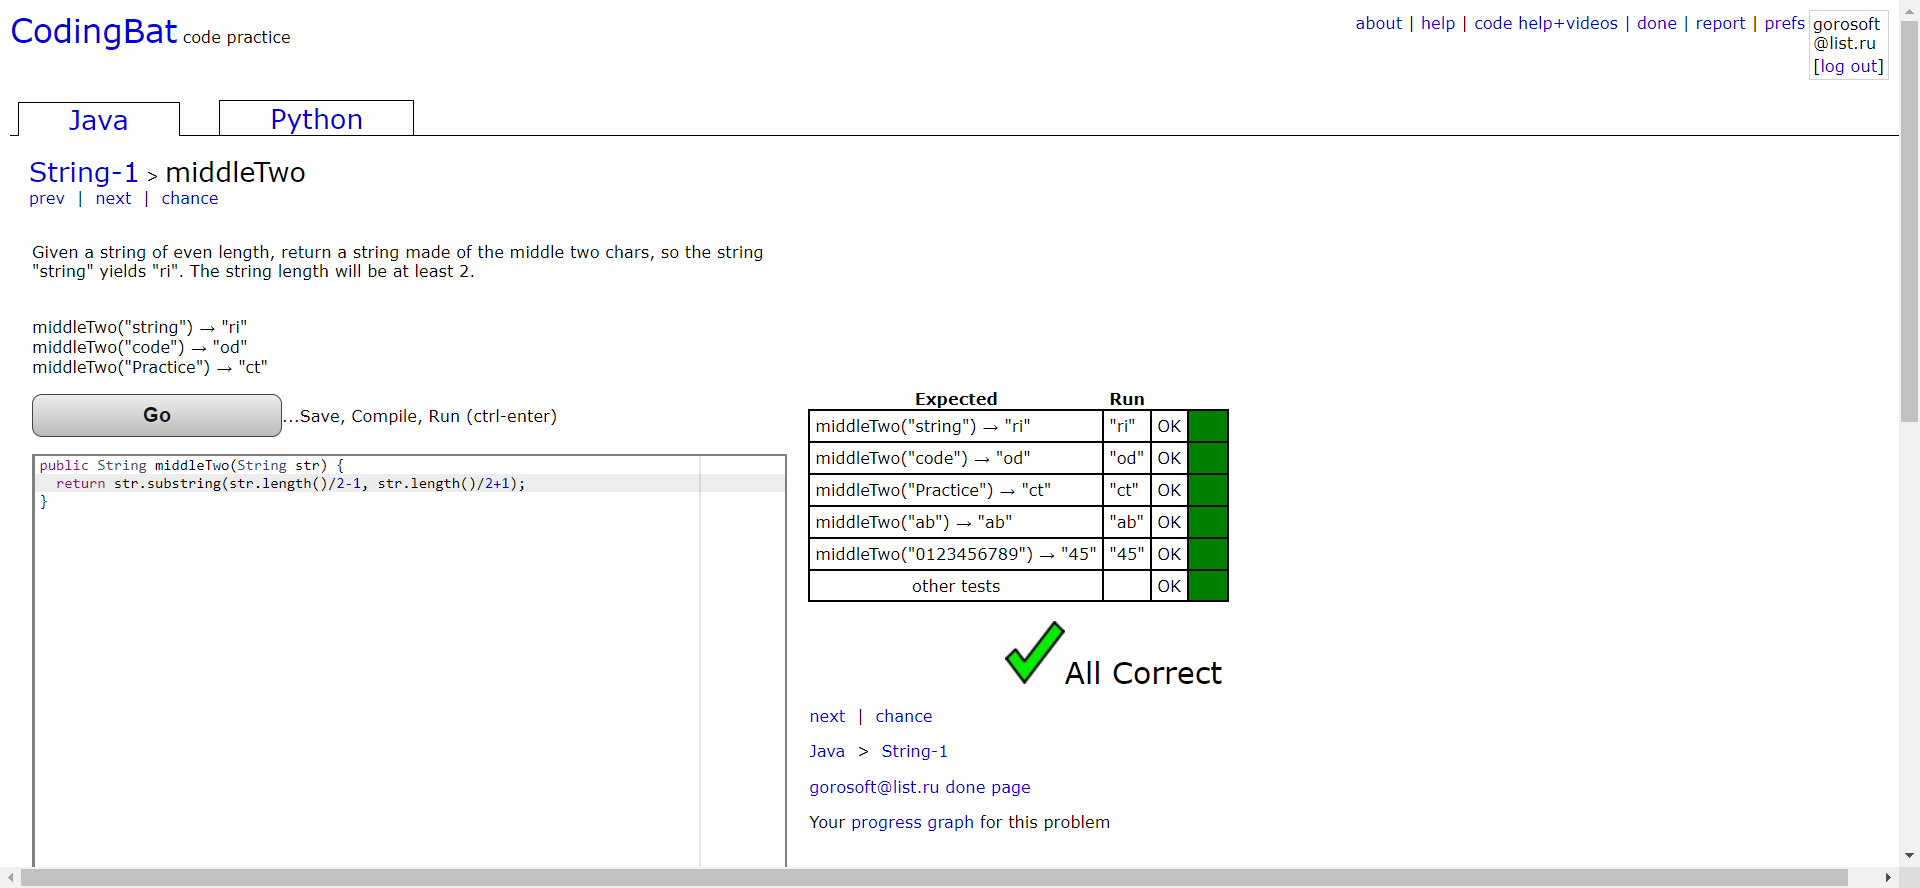 CodingBat code practice
about | help | code help+videos | done | report | prefs
gorosoft
@list.ru
[log out]
Java
Python
String-1 > middleTwo
prev | next | chance
Given a string of even length, return a string made of the middle two chars, so the string
"string" yields "ri". The string length will be at least 2.
middleTwo("string") → "ri"
middleTwo("code") → "od"
middleTwo("Practice") → "ct"
Go ...Save, Compile, Run (ctrl-enter)
public String middleTwo(String str) {
  return str.substring(str.length()/2-1, str.length()/2+1);
}
Expected Run
middleTwo("string") → "ri" "ri" OK
middleTwo("code") → "od" "od" OK
middleTwo("Practice") → "ct" "ct" OK
middleTwo("ab") → "ab" "ab" OK
middleTwo("0123456789") → "45" "45" OK
other tests OK
All Correct
next | chance
Java > String-1
gorosoft@list.ru done page
Your progress graph for this problem